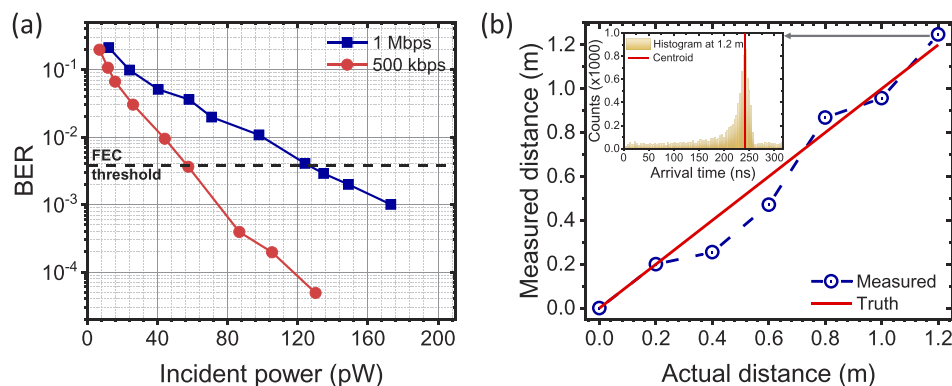 (a)
1 Mbps
500 kbps
10⁻¹
10⁻²
10⁻³
10⁻⁴
BER
FEC
threshold
0
40
80
120
160
200
Incident power (pW)
(b)
Measured distance (m)
1.2
1.0
0.8
0.6
0.4
0.2
0.0
Counts (x1000)
1.0
0.8
0.6
0.4
0.2
0.0
Histogram at 1.2 m
Centroid
0 50 100 150 200 250 300
Arrival time (ns)
Measured
Truth
0.0 0.2 0.4 0.6 0.8 1.0 1.2
Actual distance (m)